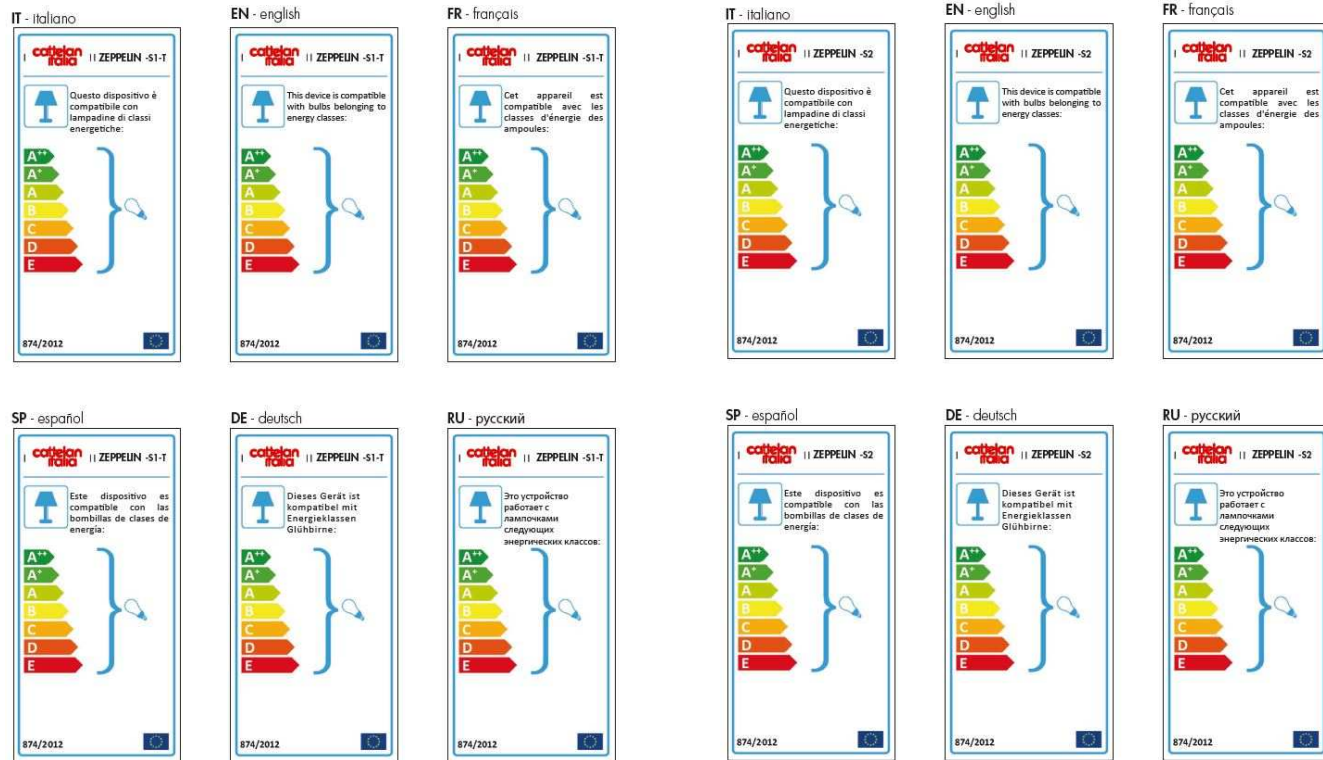 IT - italiano
cattelan
italia
| || ZEPPELIN -S1-T
Questo dispositivo è
compatibile con
lampadine di classi
energetiche:
A++
A+
A
B
C
D
E
874/2012
EN - english
cattelan
italia
| || ZEPPELIN -S1-T
This device is compatible
with bulbs belonging to
energy classes:
A++
A+
A
B
C
D
E
874/2012
FR - français
cattelan
italia
| || ZEPPELIN -S1-T
Cet appareil est
compatible avec les
classes d'énergie des
ampoules:
A++
A+
A
B
C
D
E
874/2012
IT - italiano
cattelan
italia
| || ZEPPELIN -S2
Questo dispositivo è
compatibile con
lampadine di classi
energetiche:
A++
A+
A
B
C
D
E
874/2012
EN - english
cattelan
italia
| || ZEPPELIN -S2
This device is compatible
with bulbs belonging to
energy classes:
A++
A+
A
B
C
D
E
874/2012
FR - français
cattelan
italia
| || ZEPPELIN -S2
Cet appareil est
compatible avec les
classes d'énergie des
ampoules:
A++
A+
A
B
C
D
E
874/2012
SP - español
cattelan
italia
| || ZEPPELIN -S1-T
Este dispositivo es
compatible con las
bombillas de clases de
energía:
A++
A+
A
B
C
D
E
874/2012
DE - deutsch
cattelan
italia
| || ZEPPELIN -S1-T
Dieses Gerät ist
kompatibel mit
Energieklassen
Glühbirne:
A++
A+
A
B
C
D
E
874/2012
RU - русский
cattelan
italia
| || ZEPPELIN -S1-T
Это устройство
работает с
лампочками
следующих
энергических классов:
A++
A+
A
B
C
D
E
874/2012
SP - español
cattelan
italia
| || ZEPPELIN -S2
Este dispositivo es
compatible con las
bombillas de clases de
energía:
A++
A+
A
B
C
D
E
874/2012
DE - deutsch
cattelan
italia
| || ZEPPELIN -S2
Dieses Gerät ist
kompatibel mit
Energieklassen
Glühbirne:
A++
A+
A
B
C
D
E
874/2012
RU - русский
cattelan
italia
| || ZEPPELIN -S2
Это устройство
работает с
лампочками
следующих
энергических классов:
A++
A+
A
B
C
D
E
874/2012